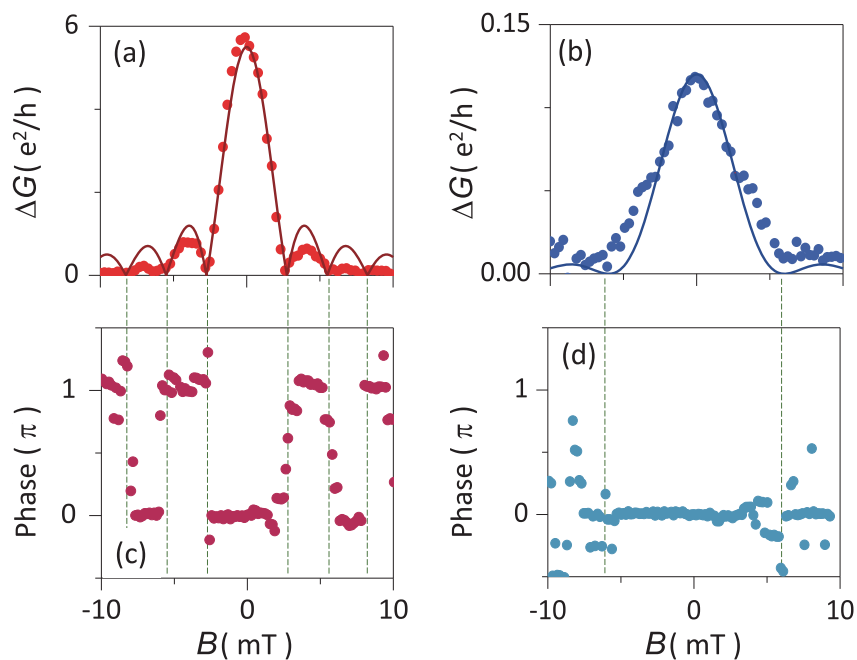 6
(a)
ΔG( e²/h )
0
0.15
(b)
ΔG( e²/h )
0.00
1
Phase ( π )
0
(c)
-10
0
10
B( mT )
(d)
1
Phase ( π )
0
-10
0
10
B( mT )